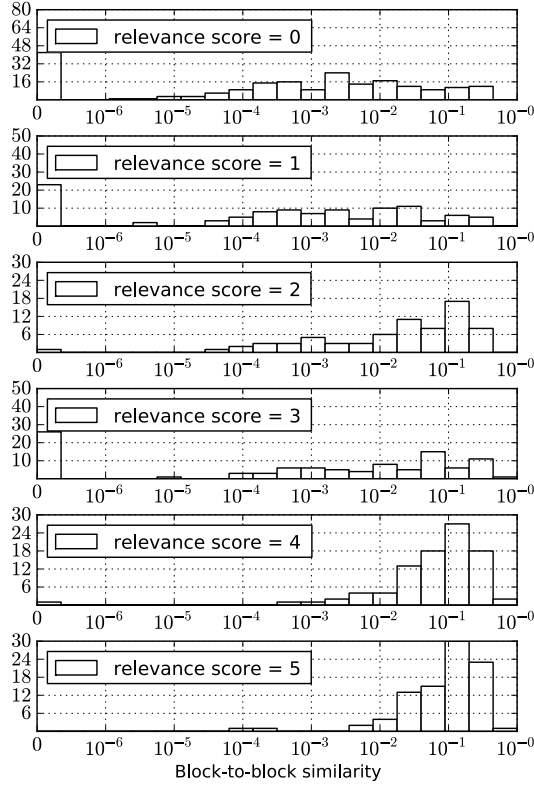 80
64
48
32
16
relevance score = 0
0 10⁻⁶ 10⁻⁵ 10⁻⁴ 10⁻³ 10⁻² 10⁻¹ 10⁻⁰
50
40
30
20
10
relevance score = 1
0 10⁻⁶ 10⁻⁵ 10⁻⁴ 10⁻³ 10⁻² 10⁻¹ 10⁻⁰
30
24
18
12
6
relevance score = 2
0 10⁻⁶ 10⁻⁵ 10⁻⁴ 10⁻³ 10⁻² 10⁻¹ 10⁻⁰
50
40
30
20
10
relevance score = 3
0 10⁻⁶ 10⁻⁵ 10⁻⁴ 10⁻³ 10⁻² 10⁻¹ 10⁻⁰
30
24
18
12
6
relevance score = 4
0 10⁻⁶ 10⁻⁵ 10⁻⁴ 10⁻³ 10⁻² 10⁻¹ 10⁻⁰
30
24
18
12
6
relevance score = 5
0 10⁻⁶ 10⁻⁵ 10⁻⁴ 10⁻³ 10⁻² 10⁻¹ 10⁻⁰
Block-to-block similarity